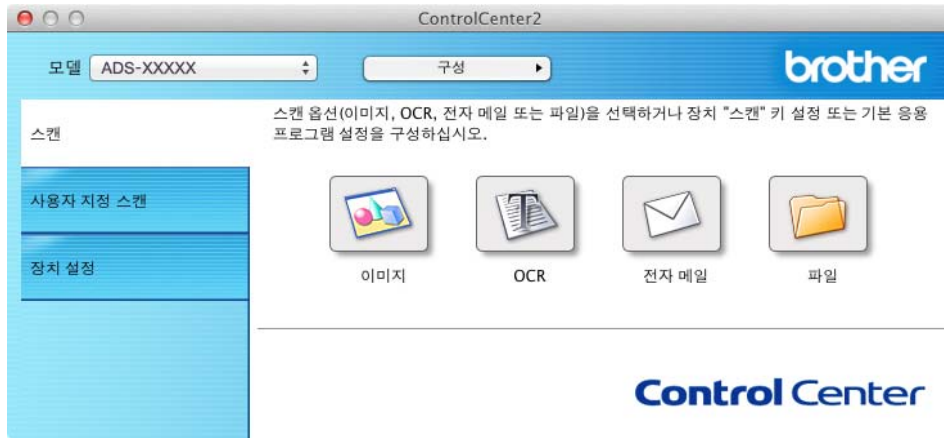 ControlCenter2
모델 ADS-XXXXX 구성 brother
스캔
사용자 지정 스캔
장치 설정
스캔 옵션(이미지, OCR, 전자 메일 또는 파일)을 선택하거나 장치 "스캔" 키 설정 또는 기본 응용
프로그램 설정을 구성하십시오.
이미지 OCR 전자 메일 파일
Control Center